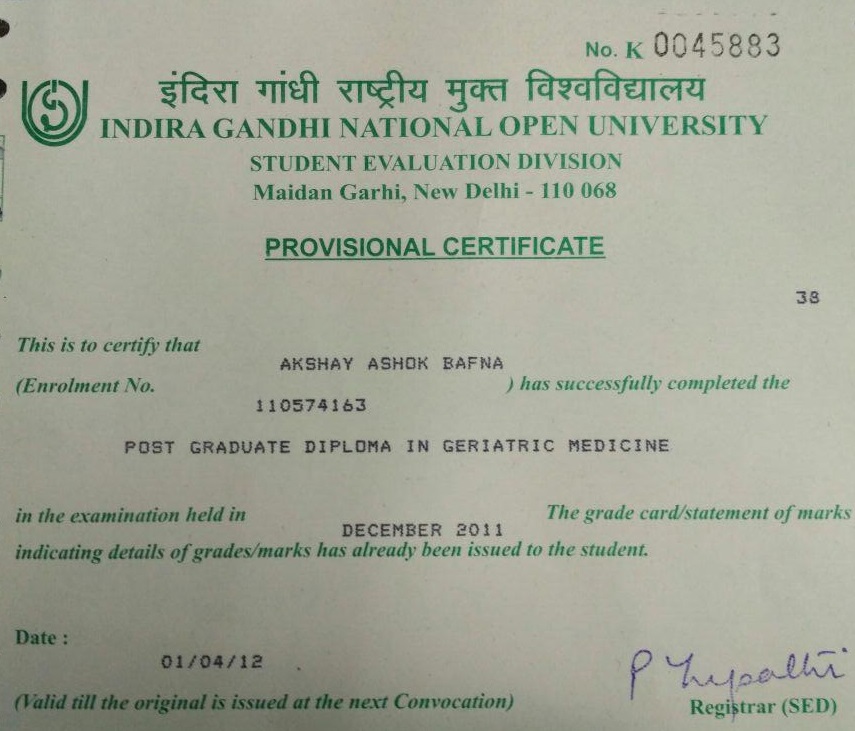 No. K 0045883
इंदिरा गांधी राष्ट्रीय मुक्त विश्वविद्यालय
INDIRA GANDHI NATIONAL OPEN UNIVERSITY
STUDENT EVALUATION DIVISION
Maidan Garhi, New Delhi - 110 068
PROVISIONAL CERTIFICATE
38
This is to certify that
AKSHAY ASHOK BAFNA
(Enrolment No. ) has successfully completed the
110574163
POST GRADUATE DIPLOMA IN GERIATRIC MEDICINE
in the examination held in The grade card/statement of marks
DECEMBER 2011
indicating details of grades/marks has already been issued to the student.
Date :
01/04/12
(Valid till the original is issued at the next Convocation)
Registrar (SED)